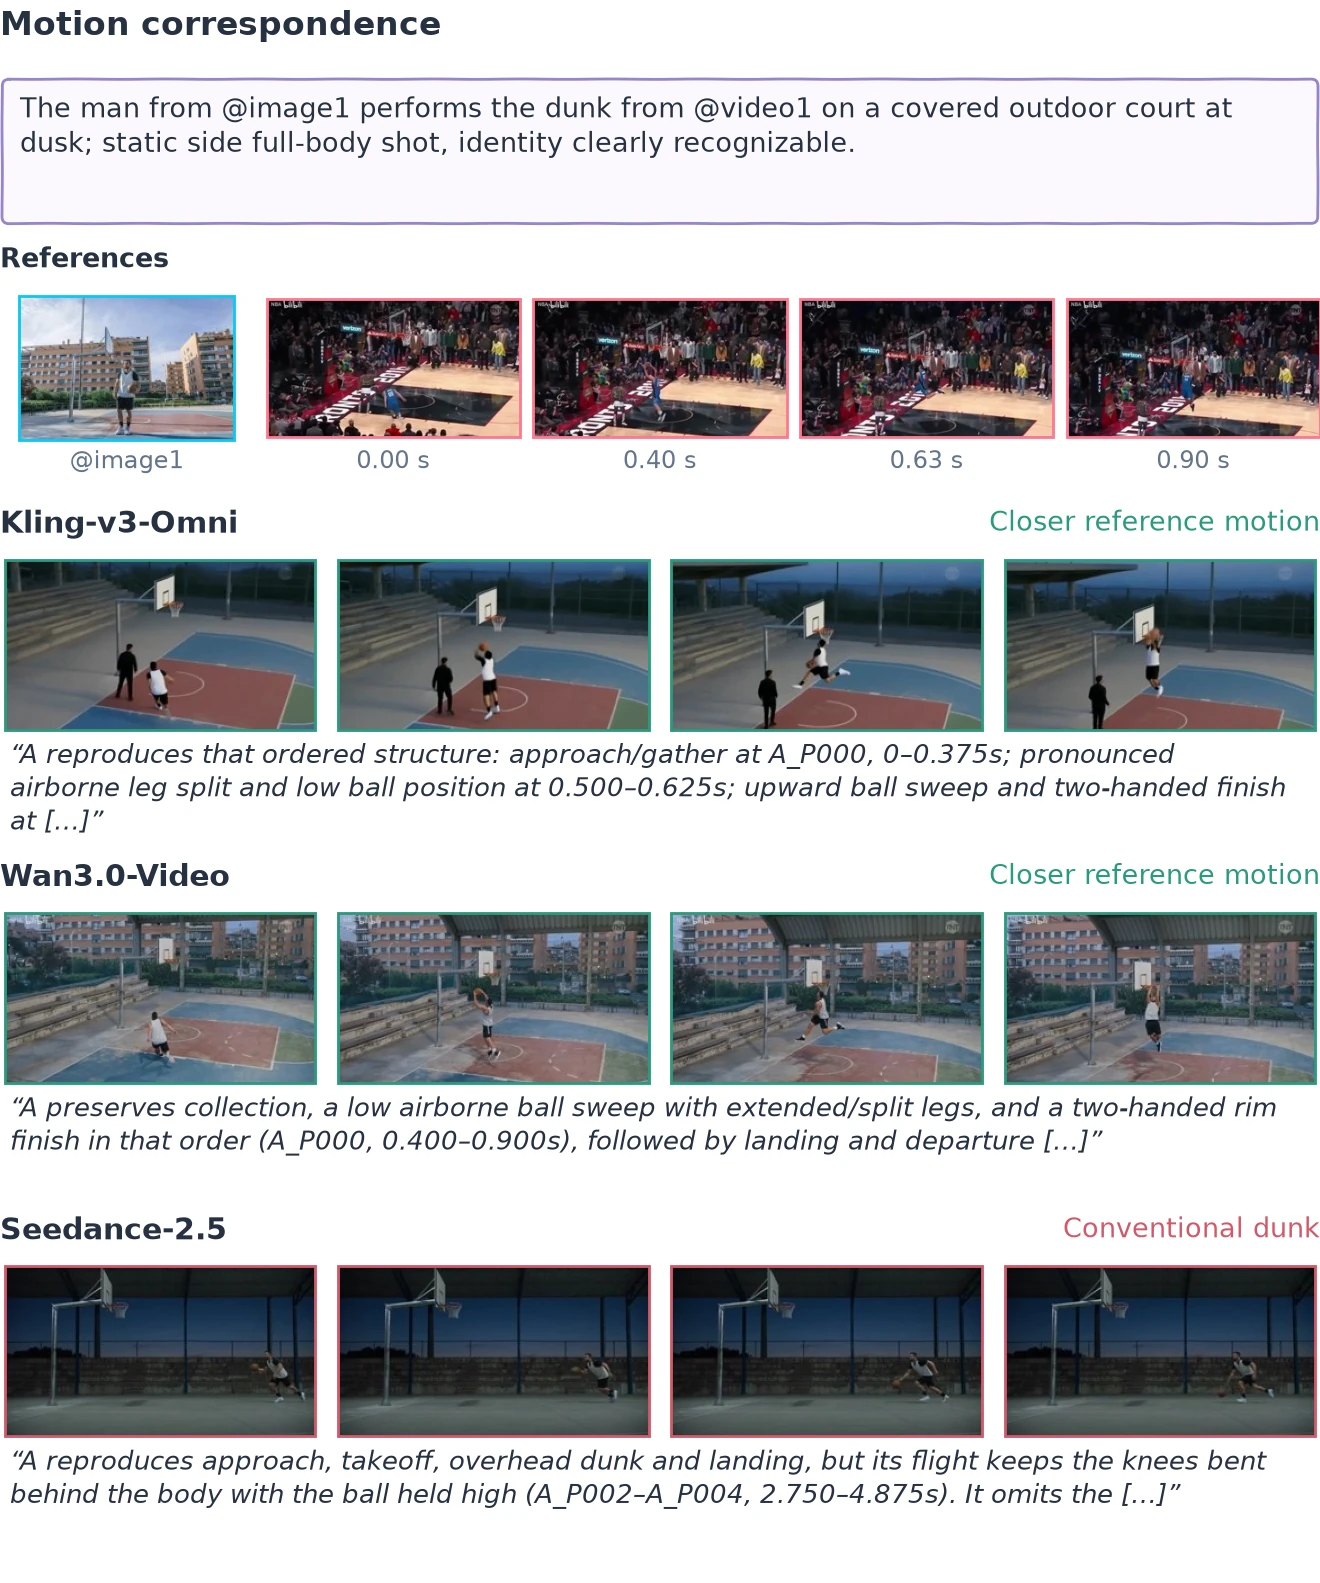 Motion correspondence
The man from @image1 performs the dunk from @video1 on a covered outdoor court at
dusk; static side full-body shot, identity clearly recognizable.
References
NBA bilibili
verizon
verizon
verizon
verizon
@image1
0.00 s
0.40 s
0.63 s
0.90 s
Kling-v3-Omni
Closer reference motion
“A reproduces that ordered structure: approach/gather at A_P000, 0–0.375s; pronounced
airborne leg split and low ball position at 0.500–0.625s; upward ball sweep and two-handed finish
at [...]”
Wan3.0-Video
Closer reference motion
“A preserves collection, a low airborne ball sweep with extended/split legs, and a two-handed rim
finish in that order (A_P000, 0.400–0.900s), followed by landing and departure [...]”
Seedance-2.5
Conventional dunk
“A reproduces approach, takeoff, overhead dunk and landing, but its flight keeps the knees bent
behind the body with the ball held high (A_P002–A_P004, 2.750–4.875s). It omits the [...]”